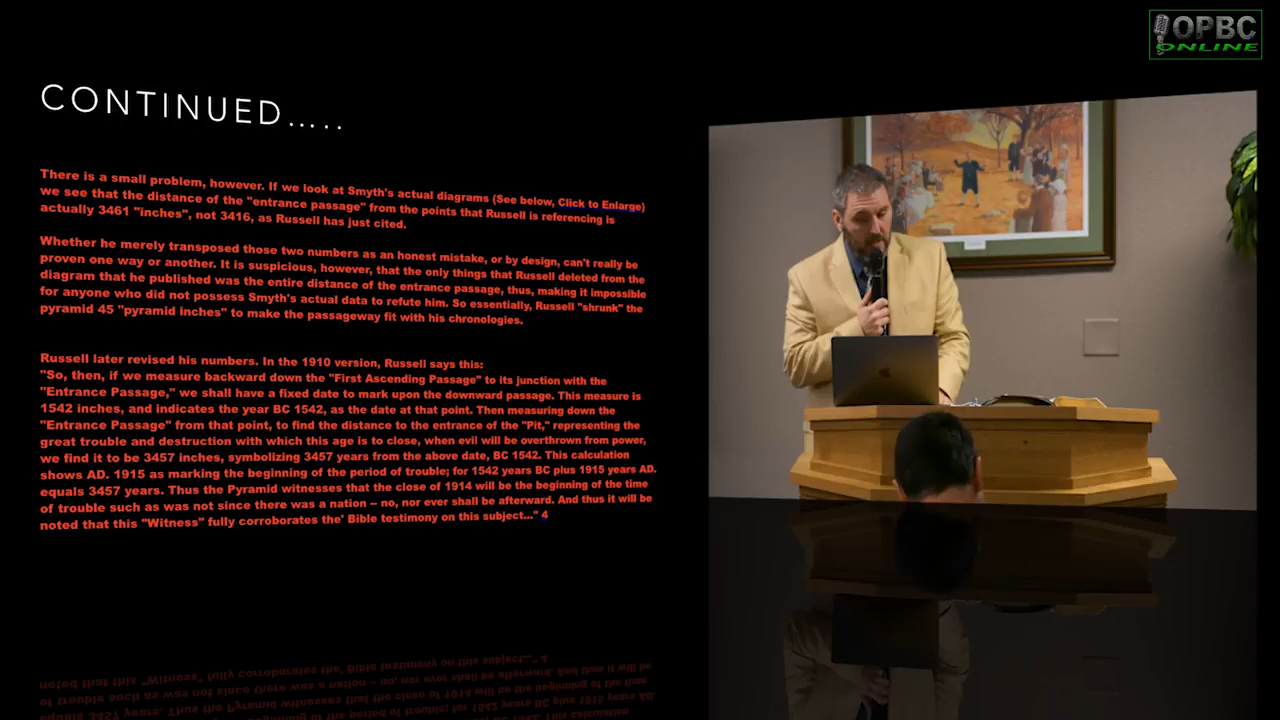 OPBC
ONLINE
CONTINUED.....
There is a small problem, however. If we look at Smyth's actual diagrams (See below, Click to Enlarge)
we see that the distance of the "entrance passage" from the points that Russell is referencing is
actually 3461 "inches", not 3416, as Russell has just cited.
Whether he merely transposed those two numbers as an honest mistake, or by design, can't really be
proven one way or another. It is suspicious, however, that the only things that Russell deleted from the
diagram that he published was the entire distance of the entrance passage, thus, making it impossible
for anyone who did not possess Smyth's actual data to refute him. So essentially, Russell "shrunk" the
pyramid 45 "pyramid inches" to make the passageway fit with his chronologies.
Russell later revised his numbers. In the 1910 version, Russell says this:
"So, then, if we measure backward down the "First Ascending Passage" to its junction with the
"Entrance Passage," we shall have a fixed date to mark upon the downward passage. This measure is
1542 inches, and indicates the year BC 1542, as the date at that point. Then measuring down the
"Entrance Passage" from that point, to find the distance to the entrance of the "Pit," representing the
great trouble and destruction with which this age is to close, when evil will be overthrown from power,
we find it to be 3457 inches, symbolizing 3457 years from the above date, BC 1542. This calculation
shows AD. 1915 as marking the beginning of the period of trouble; for 1542 years BC plus 1915 years AD.
equals 3457 years. Thus the Pyramid witnesses that the close of 1914 will be the beginning of the time
of trouble such as was not since there was a nation -- no, nor ever shall be afterward. And thus it will be
noted that this "Witness" fully corroborates the' Bible testimony on this subject..." 4